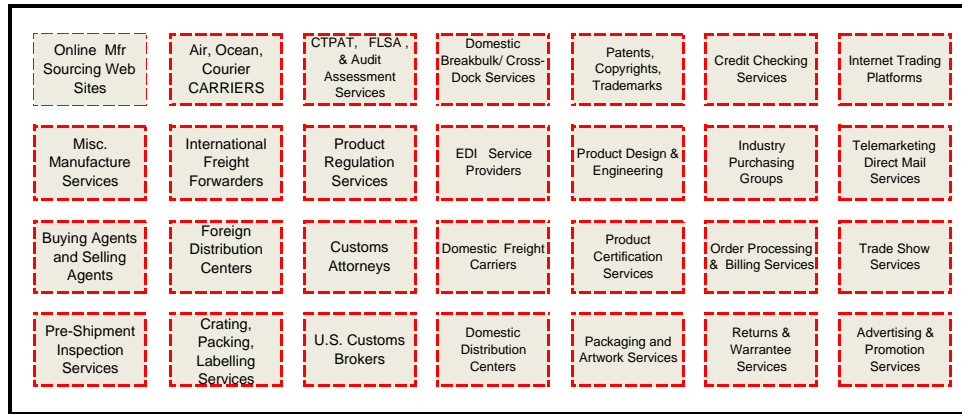 Online Mfr
Sourcing Web
Sites
Air, Ocean,
Courier
CARRIERS
CTPAT, FLSA ,
& Audit
Assessment
Services
Domestic
Breakbulk/ Cross-
Dock Services
Patents,
Copyrights,
Trademarks
Credit Checking
Services
Internet Trading
Platforms
Misc.
Manufacture
Services
International
Freight
Forwarders
Product
Regulation
Services
EDI Service
Providers
Product Design &
Engineering
Industry
Purchasing
Groups
Telemarketing
Direct Mail
Services
Buying Agents
and Selling
Agents
Foreign
Distribution
Centers
Customs
Attorneys
Domestic Freight
Carriers
Product
Certification
Services
Order Processing
& Billing Services
Trade Show
Services
Pre-Shipment
Inspection
Services
Crating,
Packing,
Labelling
Services
U.S. Customs
Brokers
Domestic
Distribution
Centers
Packaging and
Artwork Services
Returns &
Warrantee
Services
Advertising &
Promotion
Services